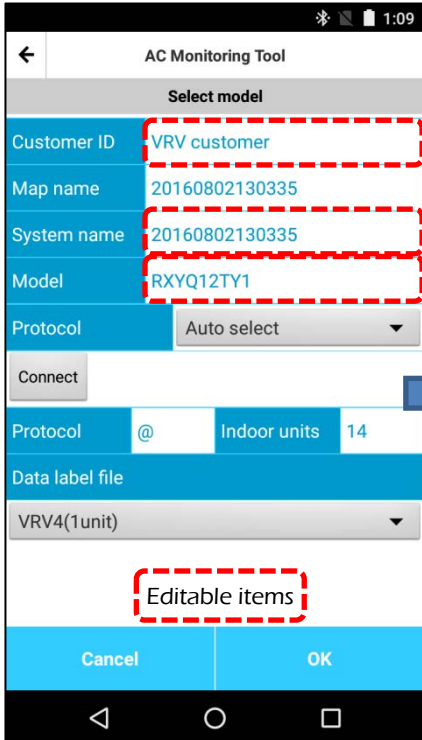 1:09
AC Monitoring Tool
Select model
Customer ID VRV customer
Map name 20160802130335
System name 20160802130335
Model RXYQ12TY1
Protocol Auto select
Connect
Protocol @ Indoor units 14
Data label file
VRV4(1unit)
Editable items
Cancel OK